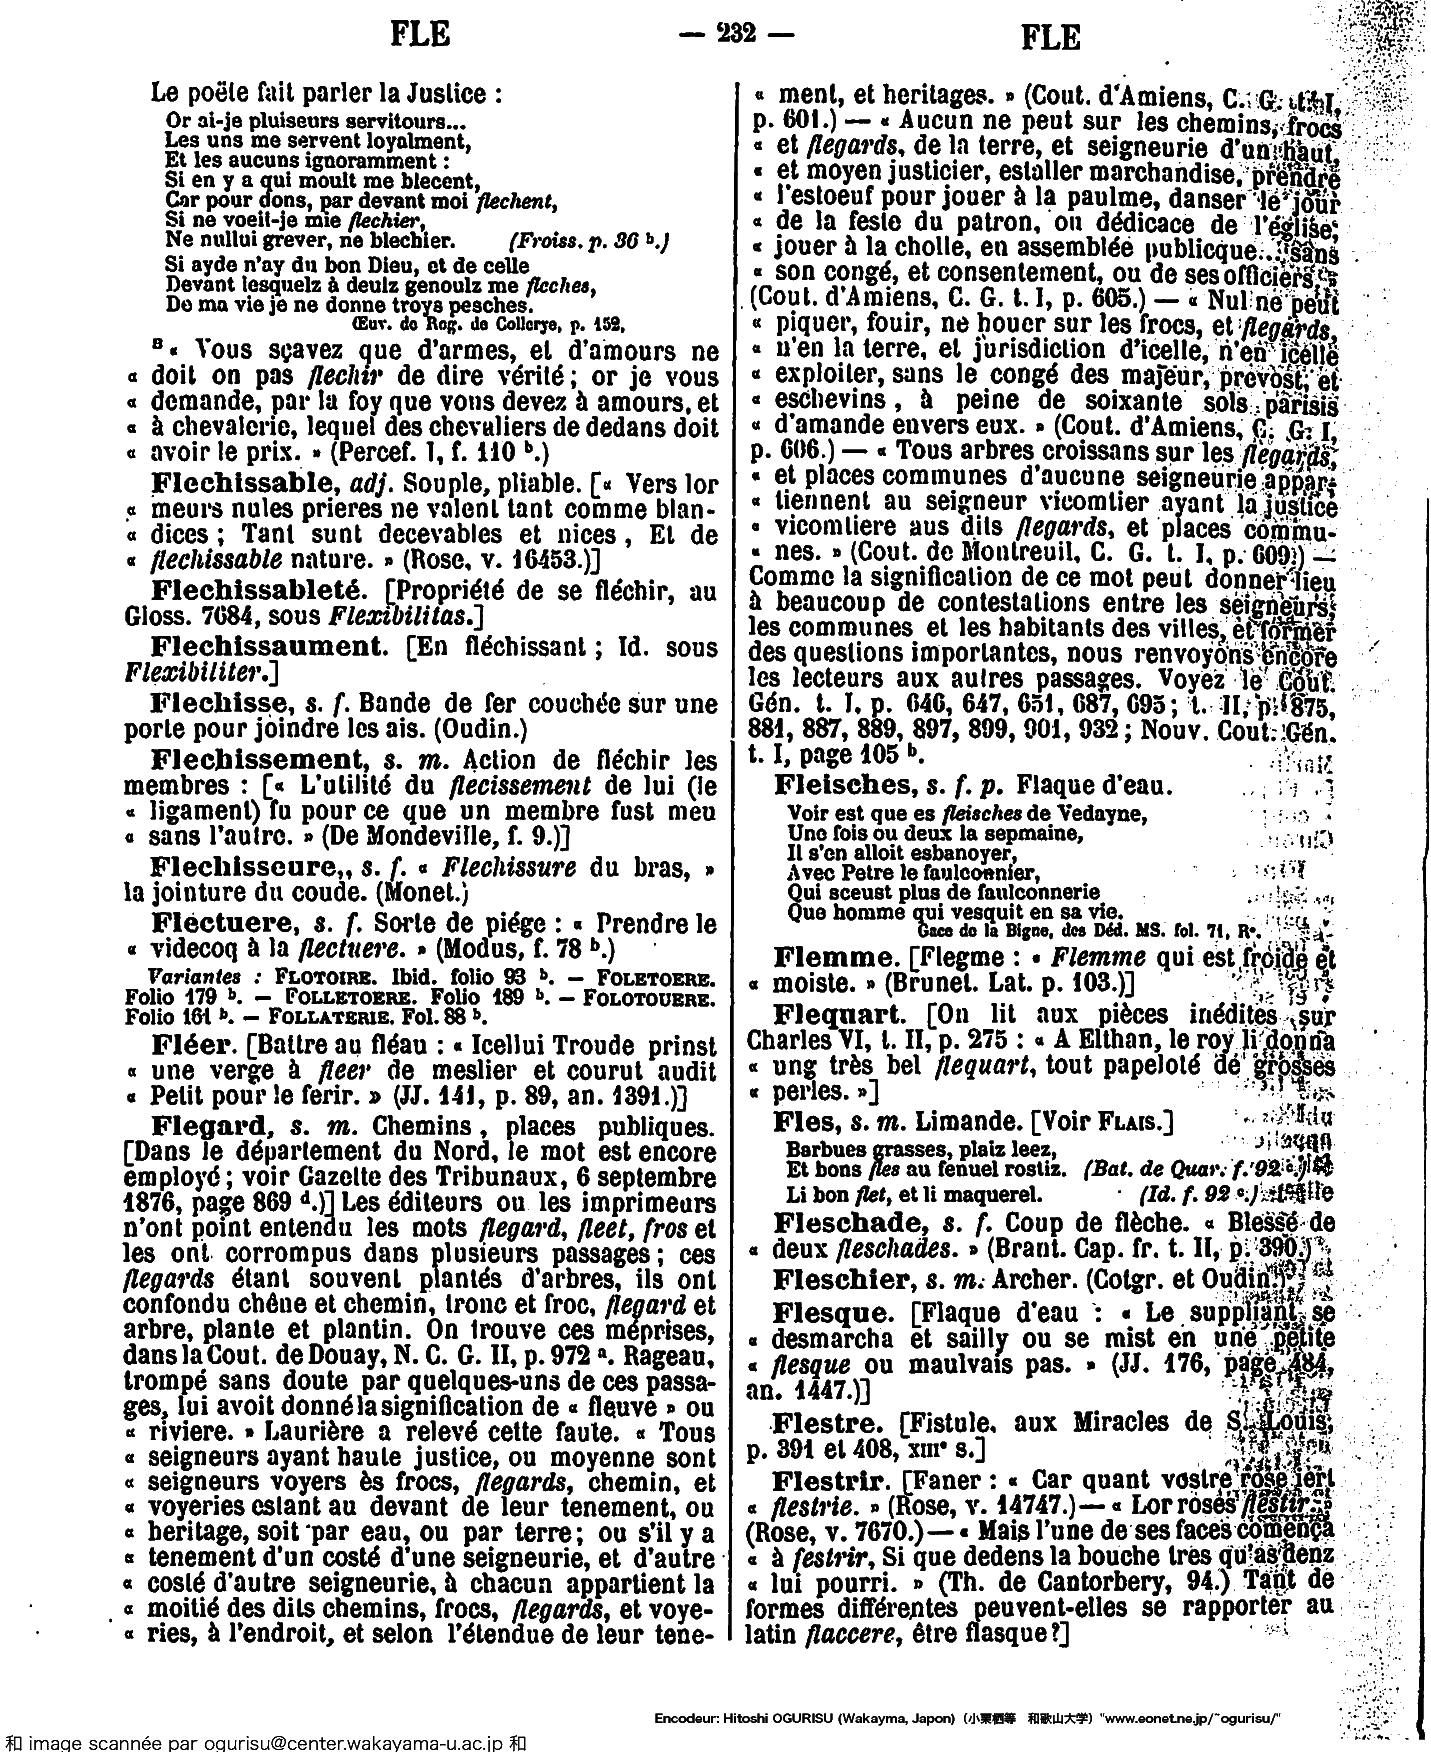 FLE — 232 — FLE
Le poëte fait parler la Justice :
Or ai-je pluiseurs servitours...
Les uns me servent loyalment,
Et les aucuns ignoramment :
Si en y a qui moult me blecent,
Car pour dons, par devant moi flechent,
Si ne voeil-je mie flechier,
Ne nullui grever, ne blechier. (Froiss. p. 36 b.)
Si ayde n'ay du bon Dieu, et de celle
Devant lesquelz à deulz genoulz me fleches,
De ma vie je ne donne troys pesches.
Œuv. de Rog. de Collerye, p. 152.
B « Vous sçavez que d'armes, et d'amours ne
« doit on pas flechir de dire vérité ; or je vous
« demande, par la foy que vous devez à amours, et
« à chevalerie, lequel des chevaliers de dedans doit
« avoir le prix. » (Percef. I, f. 110 b.)
Flechissable, adj. Souple, pliable. [« Vers lor
« meurs nules prieres ne valent tant comme blan-
« dices ; Tant sunt decevables et nices, Et de
« flechissable nature. » (Rose, v. 16453.)]
Flechissableté. [Propriété de se fléchir, au
Gloss. 7684, sous Flexibilitas.]
Flechissaument. [En fléchissant ; Id. sous
Flexibiliter.]
Flechisse, s. f. Bande de fer couchée sur une
porte pour joindre les ais. (Oudin.)
Flechissement, s. m. Action de fléchir les
membres : [« L'utilité du flecissement de lui (le
« ligament) fu pour ce que un membre fust meu
« sans l'autre. » (De Mondeville, f. 9.)]
Flechisseure,, s. f. « Flechissure du bras, »
la jointure du coude. (Monet.)
Flectuere, s. f. Sorte de piége : « Prendre le
« videcoq à la flectuere. » (Modus, f. 78 b.)
Variantes : FLOTOIRE. Ibid. folio 93 b. — FOLETOERE.
Folio 179 b. — FOLLETOERE. Folio 189 b. — FOLOTOUERE.
Folio 161 b. — FOLLATERIE. Fol. 88 b.
Fléer. [Battre au fléau : « Icellui Troude prinst
« une verge à fleer de meslier et courut audit
« Petit pour le ferir. » (JJ. 141, p. 89, an. 1391.)]
Flegard, s. m. Chemins, places publiques.
[Dans le département du Nord, le mot est encore
employé ; voir Gazette des Tribunaux, 6 septembre
1876, page 869 d.)] Les éditeurs ou les imprimeurs
n'ont point entendu les mots flegard, fleet, fros et
les ont corrompus dans plusieurs passages ; ces
flegards étant souvent plantés d'arbres, ils ont
confondu chêne et chemin, tronc et froc, flegard et
arbre, plante et plantin. On trouve ces méprises,
dans la Cout. de Douay, N. C. G. II, p. 972 a. Rageau,
trompé sans doute par quelques-uns de ces passa-
ges, lui avoit donné la signification de « fleuve » ou
« riviere. » Laurière a relevé cette faute. « Tous
« seigneurs ayant haute justice, ou moyenne sont
« seigneurs voyers ès frocs, flegards, chemin, et
« voyeries estant au devant de leur tenement, ou
« heritage, soit par eau, ou par terre ; ou s'il y a
« tenement d'un costé d'une seigneurie, et d'autre
« costé d'autre seigneurie, à chacun appartient la
« moitié des dits chemins, frocs, flegards, et voye-
« ries, à l'endroit, et selon l'étendue de leur tene-
« ment, et heritages. » (Cout. d'Amiens, C. G. t. I,
p. 601.) — « Aucun ne peut sur les chemins, frocs
« et flegards, de la terre, et seigneurie d'un haut,
« et moyen justicier, estaller marchandise, prendre
« l'estoeuf pour jouer à la paulme, danser le jour
« de la feste du patron, ou dédicace de l'église,
« jouer à la cholle, en assemblée publicque... sans
« son congé, et consentement, ou de ses officiers.
(Cout. d'Amiens, C. G. t. I, p. 605.) — « Nul ne peut
« piquer, fouir, ne houer sur les frocs, et flegards,
« n'en la terre, et jurisdiction d'icelle, n'en icelle
« exploiter, sans le congé des majeur, prevost, et
« eschevins, à peine de soixante sols parisis
« d'amande envers eux. » (Cout. d'Amiens, C. G. I,
p. 606.) — « Tous arbres croissans sur les flegards,
« et places communes d'aucune seigneurie appar-
« tiennent au seigneur vicomtier ayant la justice
« vicomtiere aus dits flegards, et places commu-
« nes. » (Cout. de Montreuil, C. G. t. I, p. 609.) —
Comme la signification de ce mot peut donner lieu
à beaucoup de contestations entre les seigneurs,
les communes et les habitants des villes, et former
des questions importantes, nous renvoyons encore
les lecteurs aux autres passages. Voyez le Cout.
Gén. t. I, p. 646, 647, 651, 687, 695 ; t. II, p. 875,
881, 887, 889, 897, 899, 901, 932 ; Nouv. Cout. Gén.
t. I, page 105 b.
Fleisches, s. f. p. Flaque d'eau.
Voir est que es fleisches de Vedayne,
Une fois ou deux la sepmaine,
Il s'en alloit esbanoyer,
Avec Petre le faulconnier,
Qui sceust plus de faulconnerie
Que homme qui vesquit en sa vie.
Gace de la Bigne, des Déd. MS. fol. 71, R°.
Flemme. [Flegme : « Flemme qui est froide et
« moiste. » (Brunet. Lat. p. 103.)]
Flequart. [On lit aux pièces inédites sur
Charles VI, t. II, p. 275 : « A Elthan, le roy li donna
« ung très bel flequart, tout papeloté de grosses
« perles. »]
Fles, s. m. Limande. [Voir FLAIS.]
Barbues grasses, plaiz leez,
Et bons fles au fenuel rostiz. (Bat. de Quar. f. 92
Li bon flet, et li maquerel. (Id. f. 92 c.)
Fleschade, s. f. Coup de flèche. « Blessé de
« deux fleschades. » (Brant. Cap. fr. t. II, p. 390.)
Fleschier, s. m. Archer. (Cotgr. et Oudin.)
Flesque. [Flaque d'eau : « Le suppliant se
« desmarcha et sailly ou se mist en une petite
« flesque ou maulvais pas. » (JJ. 176, page 484,
an. 1447.)]
Flestre. [Fistule, aux Miracles de S. Louis,
p. 391 et 408, XIIIe s.]
Flestrir. [Faner : « Car quant vostre rose iert
« flestrie. » (Rose, v. 14747.) — « Lor roses flestir. »
(Rose, v. 7670.) — « Mais l'une de ses faces comença
« à festrir, Si que dedens la bouche tres qu'as denz
« lui pourri. » (Th. de Cantorbery, 94.) Tant de
formes différentes peuvent-elles se rapporter au
latin flaccere, être flasque ?]
Encodeur: Hitoshi OGURISU (Wakayma, Japon) (小栗栖等 和歌山大学) "www.eonet.ne.jp/~ogurisu/"
和 image scannée par ogurisu@center.wakayama-u.ac.jp 和